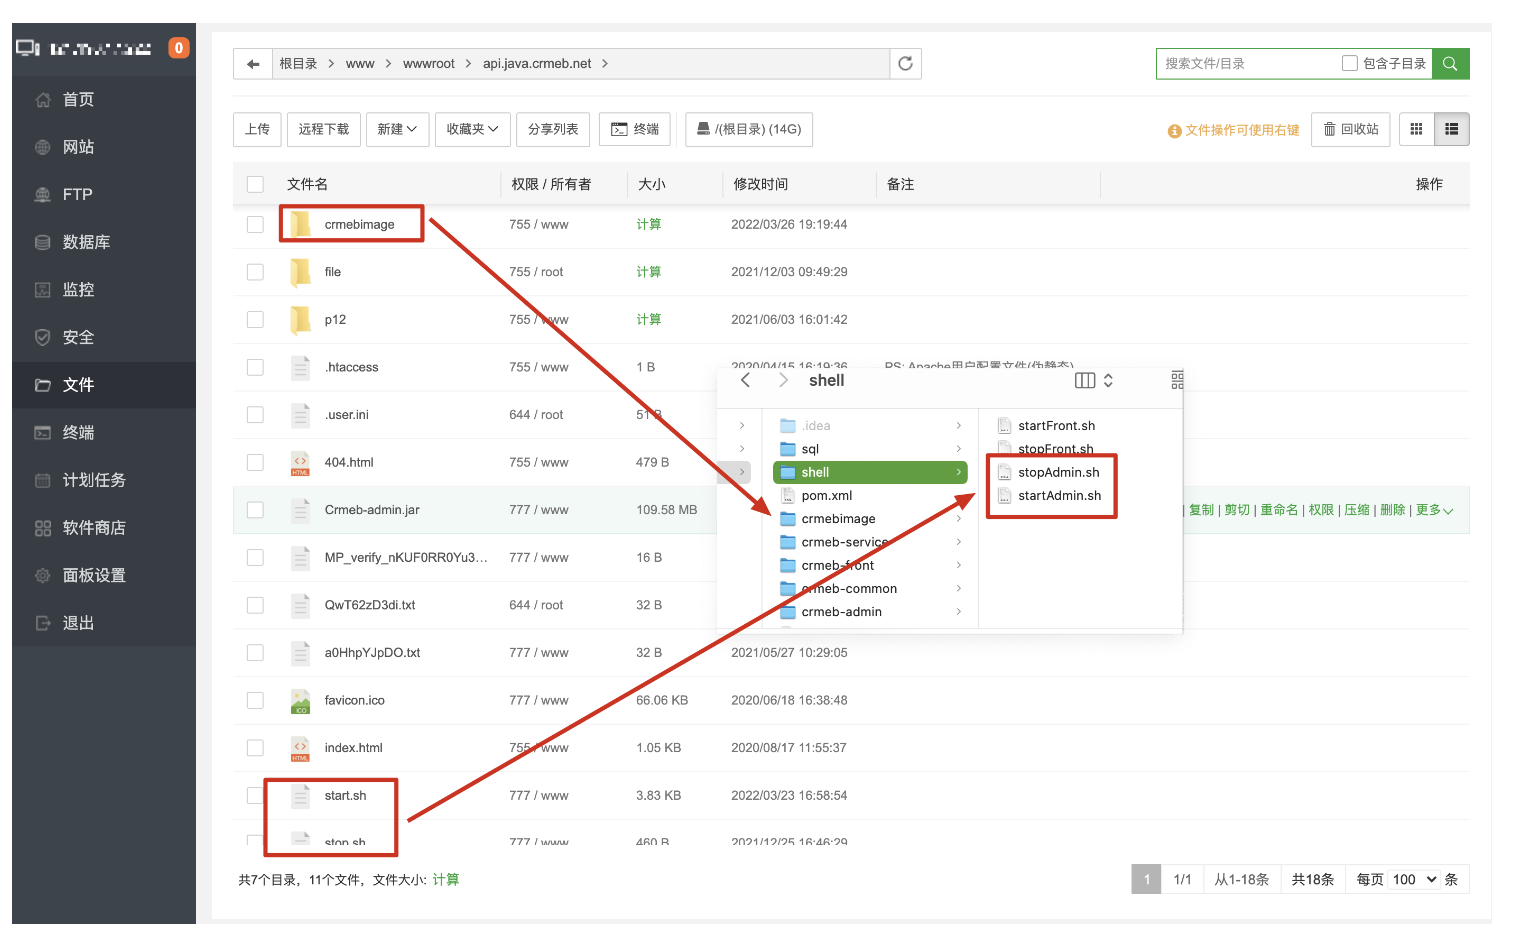 0
首页
网站
FTP
数据库
监控
安全
文件
终端
计划任务
软件商店
面板设置
退出
根目录 > www > wwwroot > api.java.crmeb.net >
搜索文件/目录 包含子目录
上传 远程下载 新建 收藏夹 分享列表 终端 /(根目录) (14G) 文件操作可使用右键 回收站
文件名 权限 / 所有者 大小 修改时间 备注 操作
crmebimage 755 / www 计算 2022/03/26 19:19:44
file 755 / root 计算 2021/12/03 09:49:29
p12 755 / www 计算 2021/06/03 16:01:42
.htaccess 755 / www 1 B 2020/04/15 16:19:36 PS: Apache用户配置文件(伪静态)
.user.ini 644 / root 51 B
404.html 755 / www 479 B
Crmeb-admin.jar 777 / www 109.58 MB | 复制 | 剪切 | 重命名 | 权限 | 压缩 | 删除 | 更多
MP_verify_nKUF0RR0Yu3... 777 / www 16 B
QwT62zD3di.txt 644 / root 32 B
a0HhpYJpDO.txt 777 / www 32 B 2021/05/27 10:29:05
favicon.ico 777 / www 66.06 KB 2020/06/18 16:38:48
index.html 755 / www 1.05 KB 2020/08/17 11:55:37
start.sh 777 / www 3.83 KB 2022/03/23 16:58:54
stop.sh 777 / www 460 B 2021/12/25 16:46:29
shell
.idea
sql
shell
pom.xml
crmebimage
crmeb-service
crmeb-front
crmeb-common
crmeb-admin
startFront.sh
stopFront.sh
stopAdmin.sh
startAdmin.sh
共7个目录，11个文件，文件大小: 计算
1 1/1 从1-18条 共18条 每页 100 条